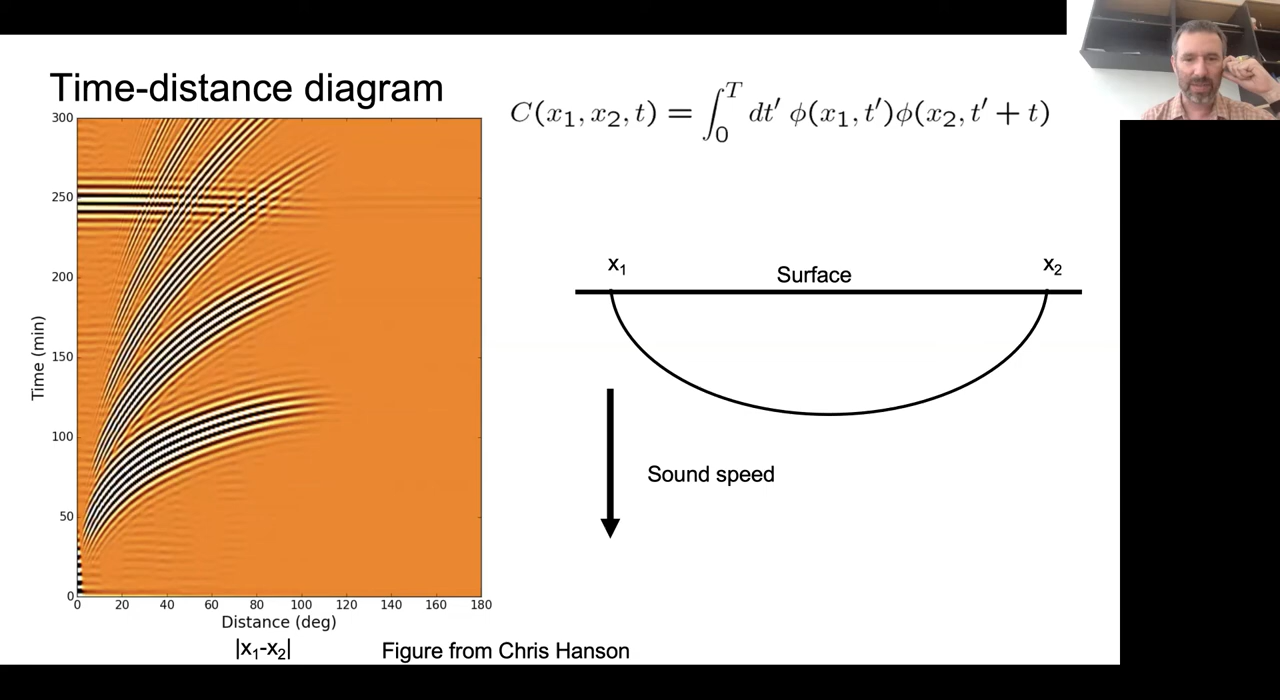 Time-distance diagram
C(x₁, x₂, t) = ∫₀ᵀ dt′ ϕ(x₁, t′)ϕ(x₂, t′ + t)
300
250
200
150
100
50
0
Time (min)
0 20 40 60 80 100 120 140 160 180
Distance (deg)
|x₁-x₂|
Figure from Chris Hanson
x₁
Surface
x₂
Sound speed